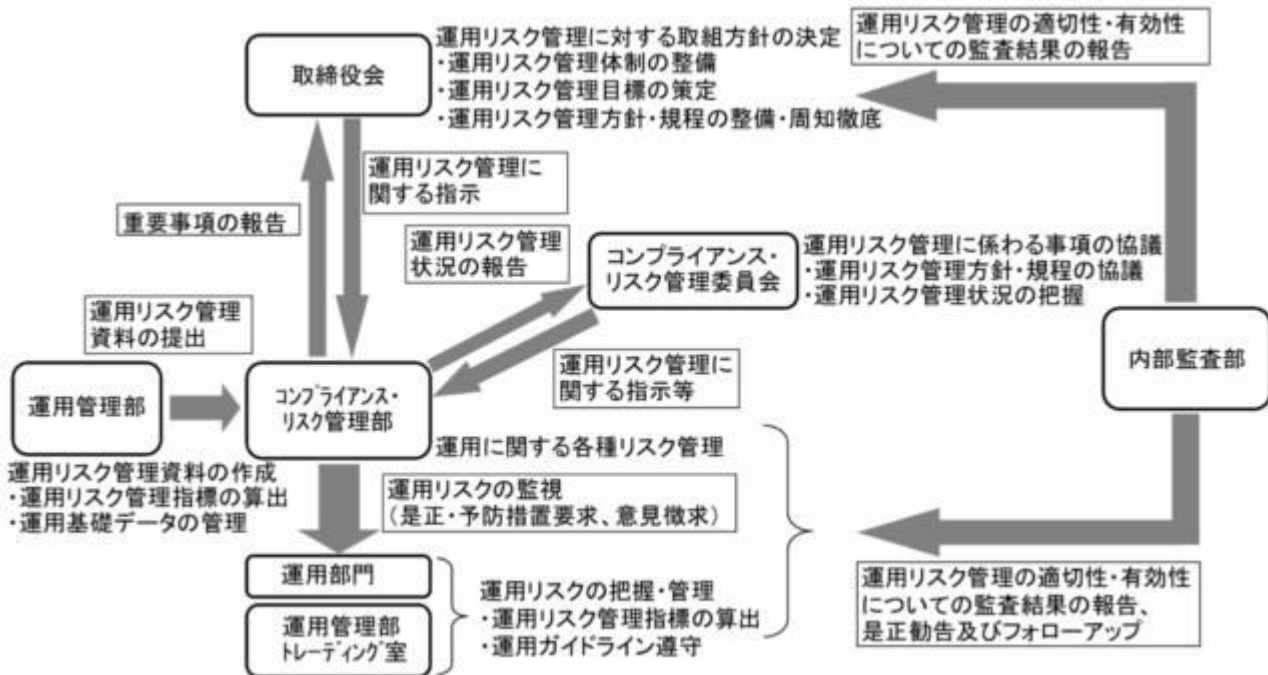 取締役会
運用リスク管理に対する取組方針の決定
・運用リスク管理体制の整備
・運用リスク管理目標の策定
・運用リスク管理方針・規程の整備・周知徹底
運用リスク管理の適切性・有効性
についての監査結果の報告
重要事項の報告
運用リスク管理に
関する指示
運用リスク管理
状況の報告
コンプライアンス・
リスク管理委員会
運用リスク管理に係わる事項の協議
・運用リスク管理方針・規程の協議
・運用リスク管理状況の把握
運用リスク管理
資料の提出
運用リスク管理に
関する指示等
内部監査部
運用管理部
コンプライアンス・
リスク管理部
運用に関する各種リスク管理
運用リスク管理資料の作成
・運用リスク管理指標の算出
・運用基礎データの管理
運用リスクの監視
（是正・予防措置要求、意見徴求）
運用部門
運用管理部
トレーディング室
運用リスクの把握・管理
・運用リスク管理指標の算出
・運用ガイドライン遵守
運用リスク管理の適切性・有効性
についての監査結果の報告、
是正勧告及びフォローアップ